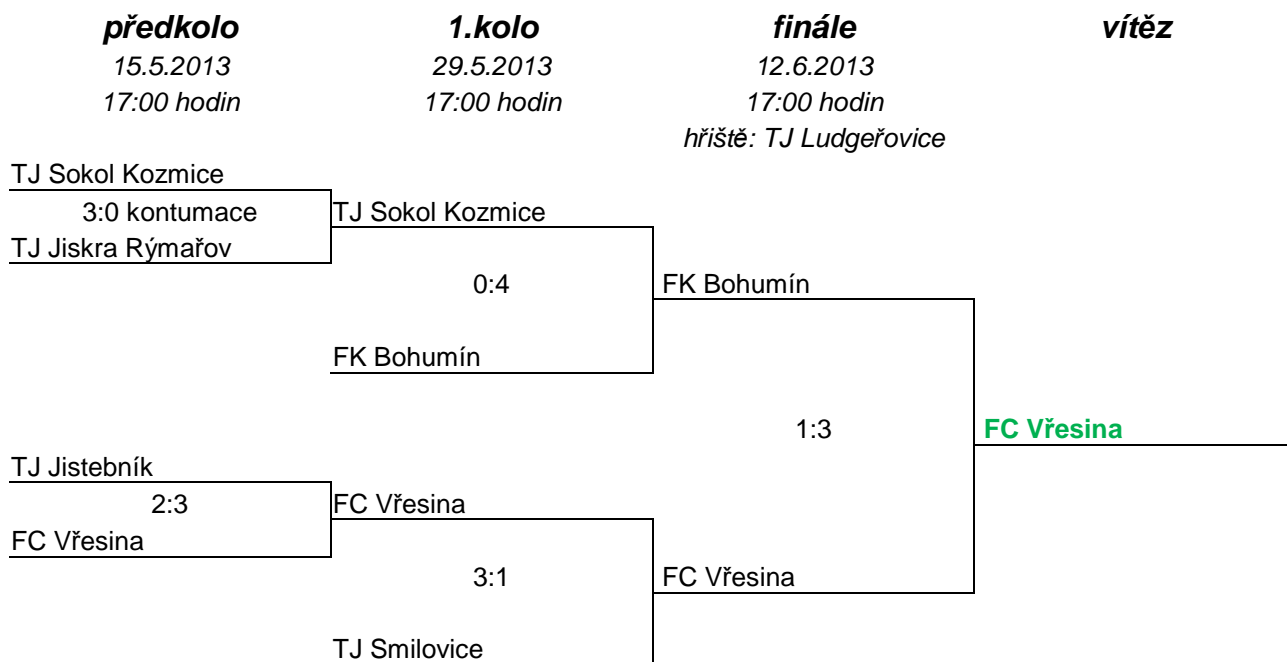 předkolo 1.kolo finále vítěz
15.5.2013 29.5.2013 12.6.2013
17:00 hodin 17:00 hodin 17:00 hodin
hřiště: TJ Ludgeřovice
TJ Sokol Kozmice
3:0 kontumace TJ Sokol Kozmice
TJ Jiskra Rýmařov
0:4 FK Bohumín
FK Bohumín
1:3 FC Vřesina
TJ Jistebník
2:3 FC Vřesina
FC Vřesina
3:1 FC Vřesina
TJ Smilovice